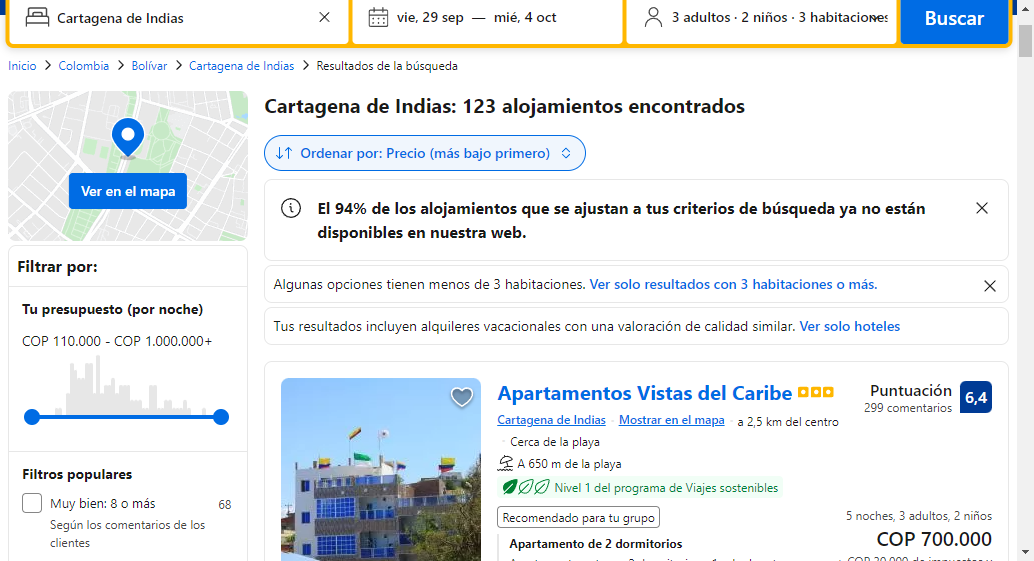 Cartagena de Indias
vie, 29 sep — mié, 4 oct
3 adultos · 2 niños · 3 habitaciones
Buscar
Inicio > Colombia > Bolívar > Cartagena de Indias > Resultados de la búsqueda
Ver en el mapa
Filtrar por:
Tu presupuesto (por noche)
COP 110.000 - COP 1.000.000+
Filtros populares
Muy bien: 8 o más 68
Según los comentarios de los
clientes
Cartagena de Indias: 123 alojamientos encontrados
Ordenar por: Precio (más bajo primero)
El 94% de los alojamientos que se ajustan a tus criterios de búsqueda ya no están
disponibles en nuestra web.
Algunas opciones tienen menos de 3 habitaciones. Ver solo resultados con 3 habitaciones o más.
Tus resultados incluyen alquileres vacacionales con una valoración de calidad similar. Ver solo hoteles
Apartamentos Vistas del Caribe
Puntuación
299 comentarios
6,4
Cartagena de Indias · Mostrar en el mapa · a 2,5 km del centro
· Cerca de la playa
A 650 m de la playa
Nivel 1 del programa de Viajes sostenibles
Recomendado para tu grupo
Apartamento de 2 dormitorios
5 noches, 3 adultos, 2 niños
COP 700.000